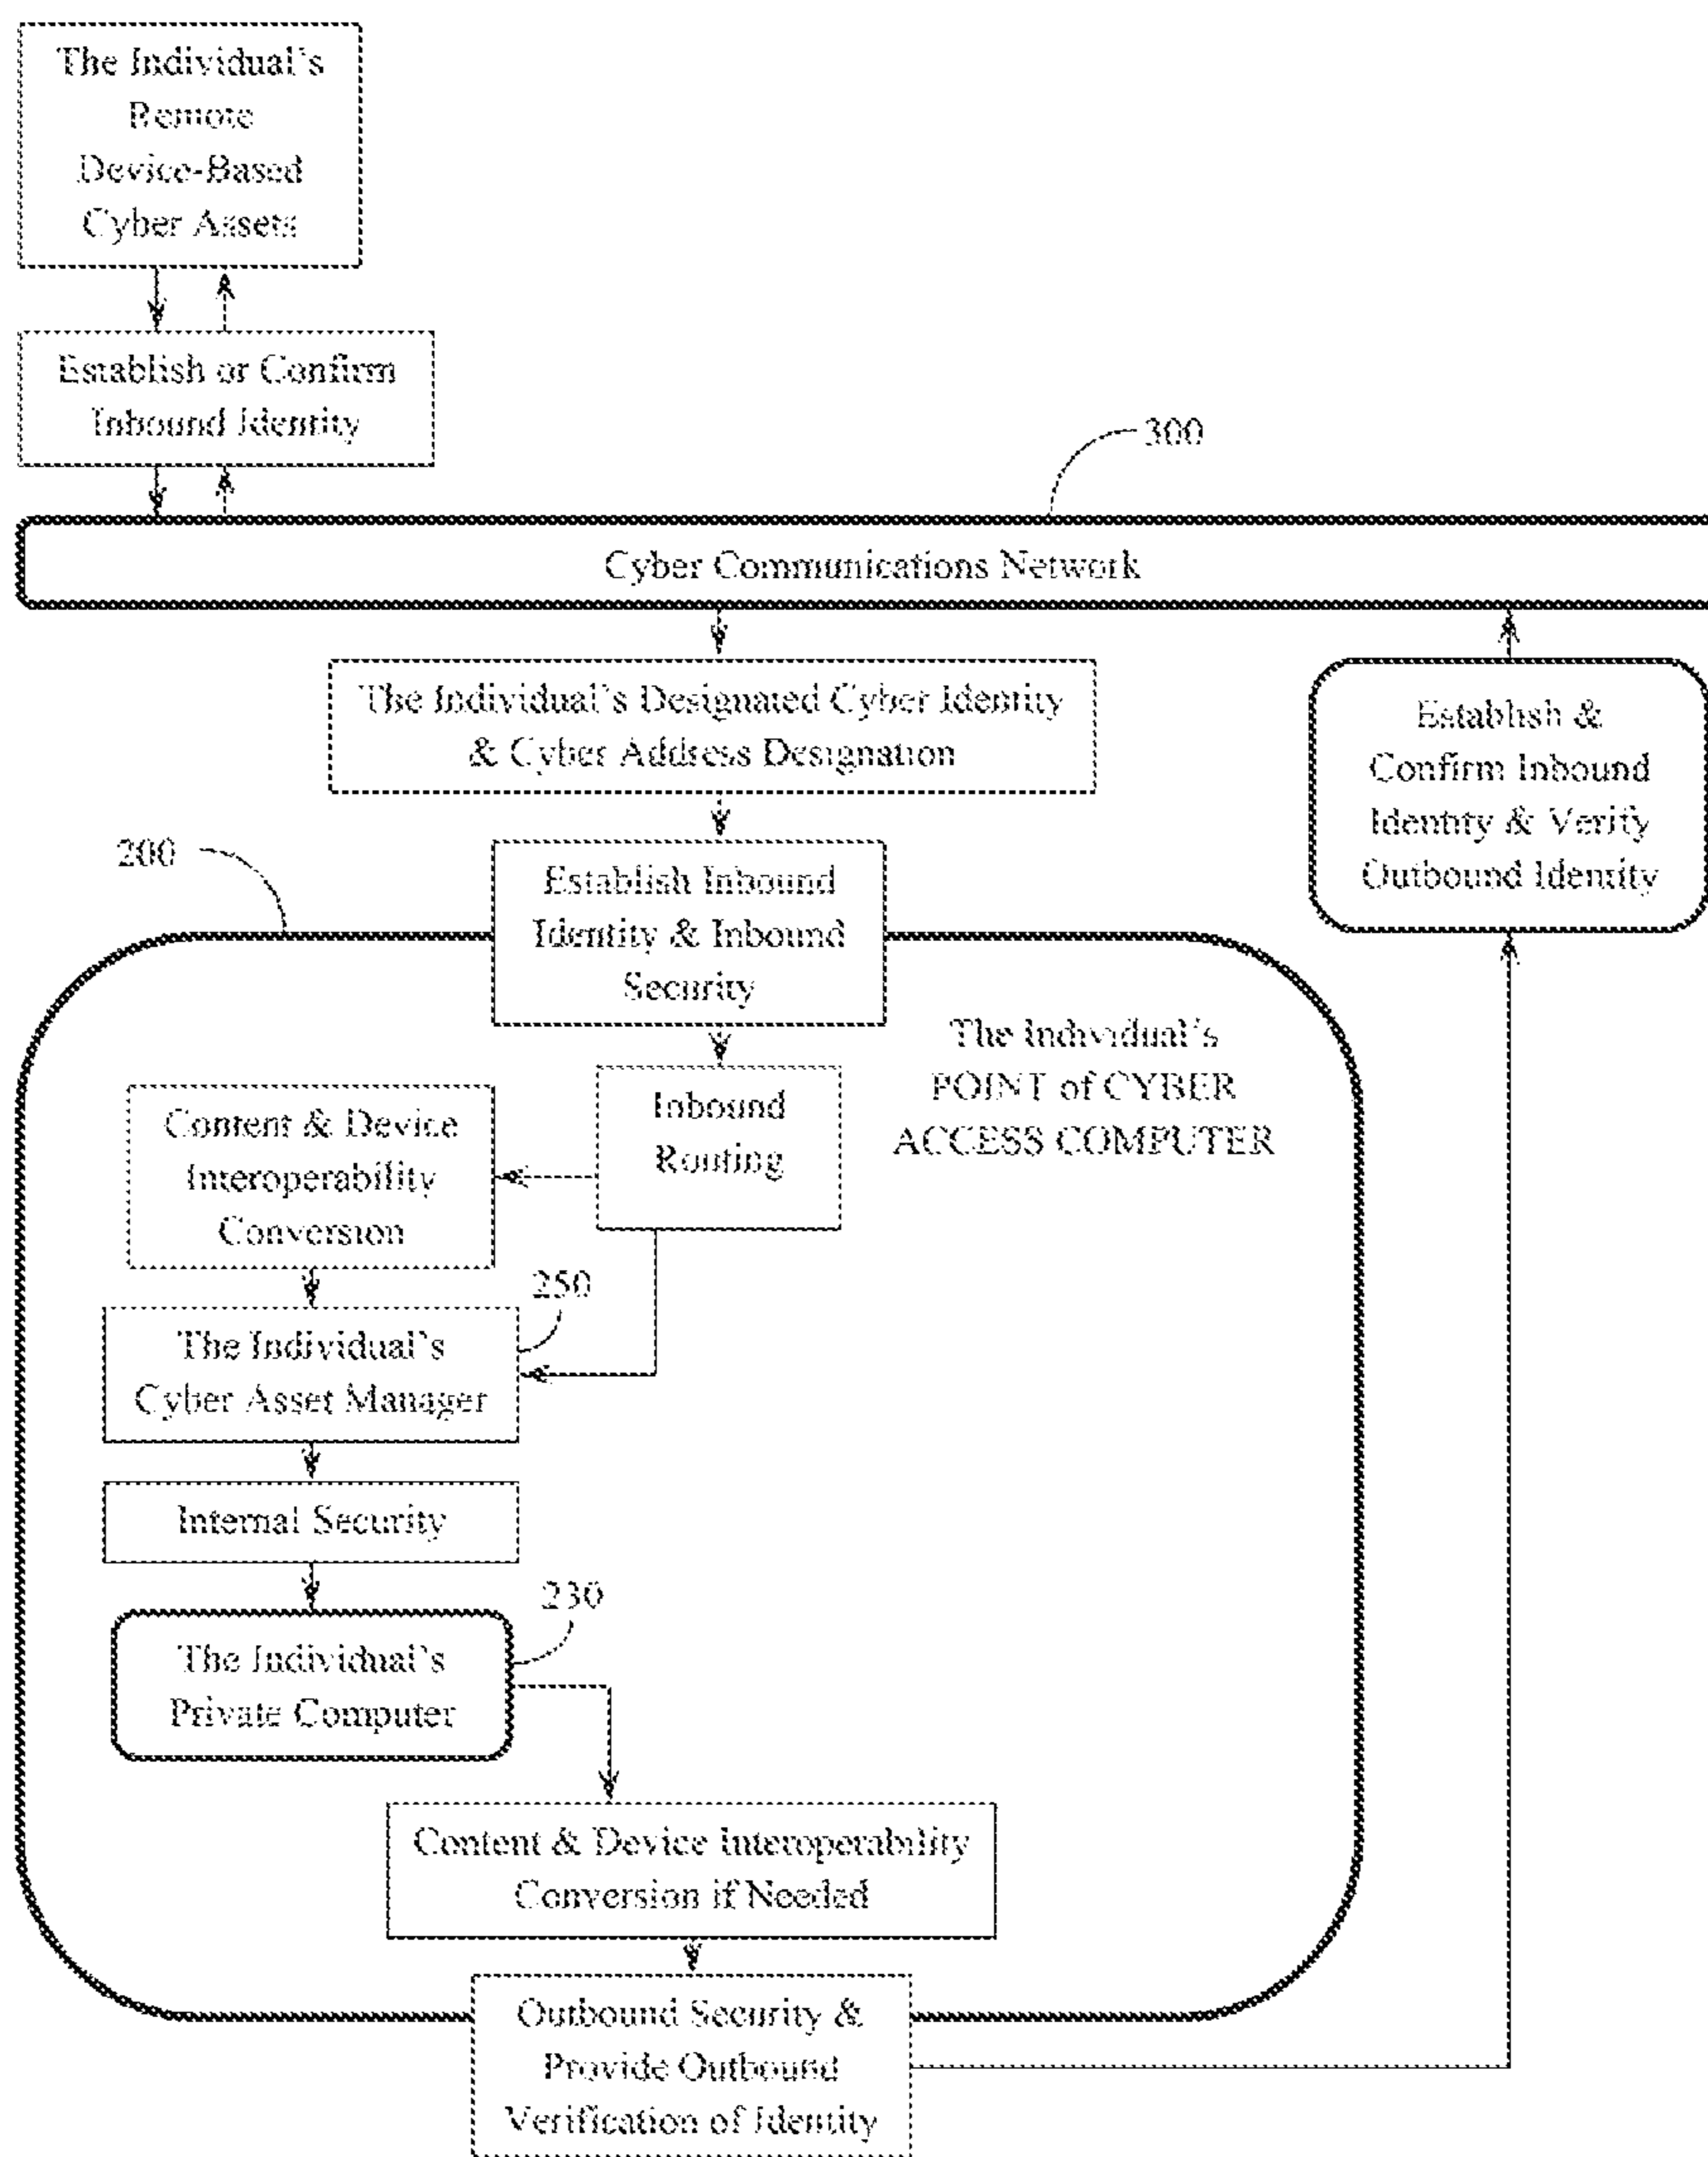 The Individual's
Remote
Device-Based
Cyber Assets
Establish or Confirm
Inbound Identity
300
Cyber Communications Network
The Individual's Designated Cyber Identity
& Cyber Address Designation
Establish &
Confirm Inbound
Identity & Verify
Outbound Identity
200
Establish Inbound
Identity & Inbound
Security
The Individual's
POINT of CYBER
ACCESS COMPUTER
Inbound
Routing
Content & Device
Interoperability
Conversion
250
The Individual's
Cyber Asset Manager
Internal Security
230
The Individual's
Private Computer
Content & Device Interoperability
Conversion if Needed
Outbound Security &
Provide Outbound
Verification of Identity